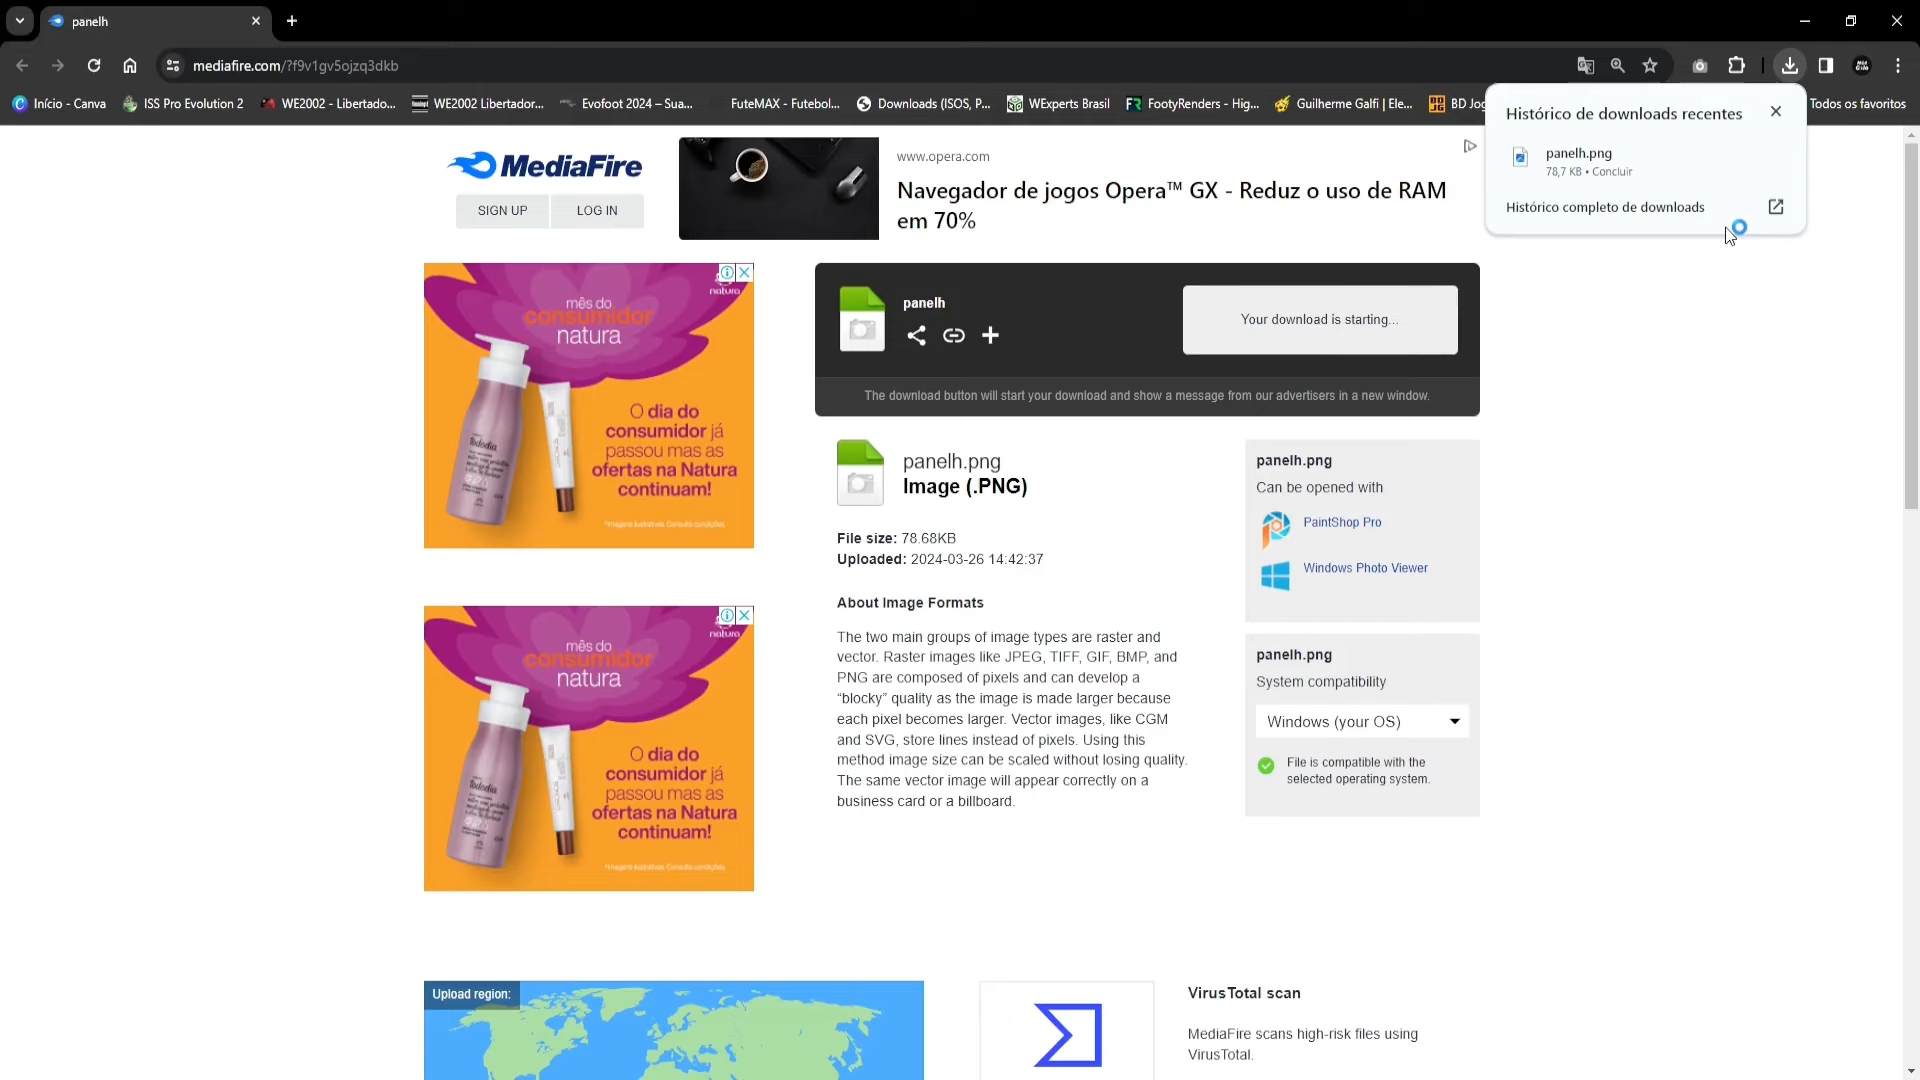 panelh
mediafire.com/?f9v1gv5ojzq3dkb
Início - Canva
ISS Pro Evolution 2
WE2002 - Libertado...
WE2002 Libertador...
Evofoot 2024 – Sua...
FuteMAX - Futebol...
Downloads (ISOS, P...
WExperts Brasil
FootyRenders - Hig...
Guilherme Galfi | Ele...
BD Jog
Todos os favoritos
Histórico de downloads recentes
panelh.png
78,7 KB • Concluir
Histórico completo de downloads
MediaFire
SIGN UP
LOG IN
www.opera.com
Navegador de jogos Opera™ GX - Reduz o uso de RAM
em 70%
natura
mês do
consumidor
natura
O dia do
consumidor já
passou mas as
ofertas na Natura
continuam!
panelh
Your download is starting...
The download button will start your download and show a message from our advertisers in a new window.
panelh.png
Image (.PNG)
File size: 78.68KB
Uploaded: 2024-03-26 14:42:37
About Image Formats
The two main groups of image types are raster and
vector. Raster images like JPEG, TIFF, GIF, BMP, and
PNG are composed of pixels and can develop a
“blocky” quality as the image is made larger because
each pixel becomes larger. Vector images, like CGM
and SVG, store lines instead of pixels. Using this
method image size can be scaled without losing quality.
The same vector image will appear correctly on a
business card or a billboard.
panelh.png
Can be opened with
PaintShop Pro
Windows Photo Viewer
panelh.png
System compatibility
Windows (your OS)
File is compatible with the
selected operating system.
natura
mês do
consumidor
natura
O dia do
consumidor já
passou mas as
ofertas na Natura
continuam!
Upload region:
VirusTotal scan
MediaFire scans high-risk files using
VirusTotal.